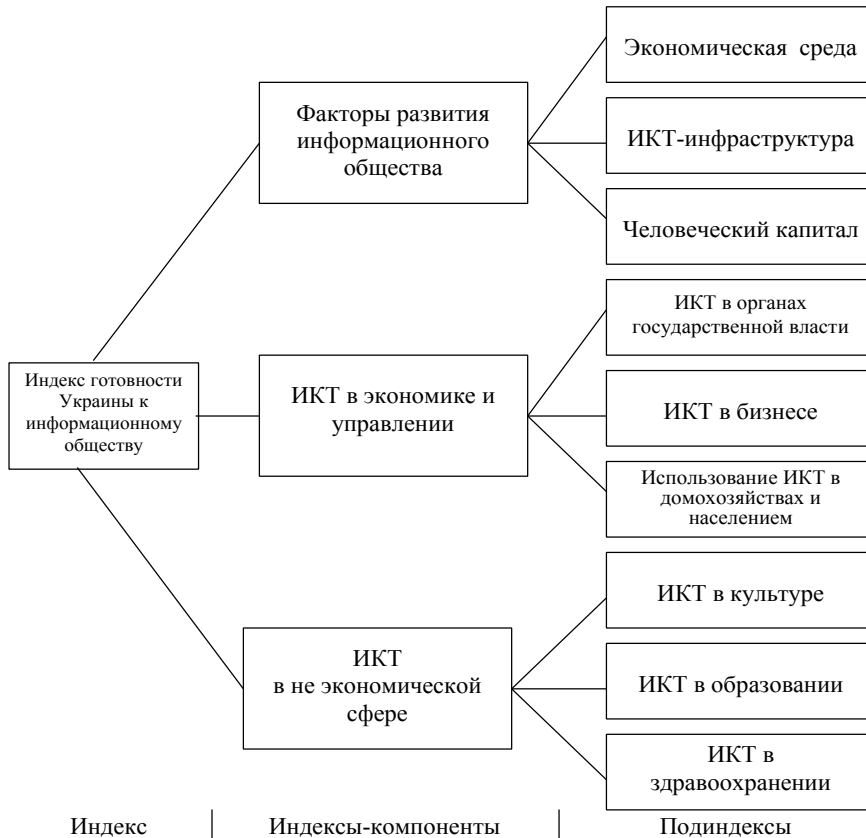 Экономическая среда
Факторы развития
информационного
общества
ИКТ-инфраструктура
Человеческий капитал
ИКТ в органах
государственной власти
Индекс готовности
Украины к
информационному
обществу
ИКТ в экономике и
управлении
ИКТ в бизнесе
Использование ИКТ в
домохозяйствах и
населением
ИКТ в культуре
ИКТ
в не экономической
сфере
ИКТ в образовании
ИКТ в
здравоохранении
Индекс
Индексы-компоненты
Подиндексы